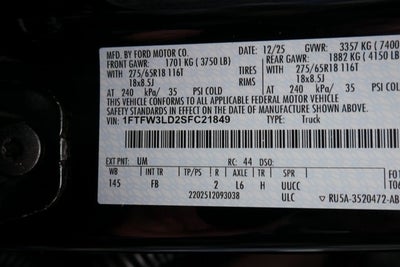 MFD. BY FORD MOTOR CO. DATE: 12/25 GVWR: 3357 KG (7400
FRONT GAWR: 1701 KG ( 3750 LB) REAR GAWR: 1882 KG ( 4150 LB)
WITH WITH
275/65R18 116T TIRES 275/65R18 116T
18x8.5J RIMS 18x8.5J
AT 240 kPa/ 35 PSI COLD AT 240 kPa/ 35 PSI COLD
THIS VEHICLE CONFORMS TO ALL APPLICABLE FEDERAL MOTOR VEHICLE
SAFETY STANDARDS IN EFFECT ON THE DATE OF
MANUFACTURE SHOWN ABOVE.
VIN: 1FTFW3LD2SFC21849 TYPE: Truck
EXT PNT: UM RC: 44 DSO:
WB INT TR TP/PS R AXLE TR SPR
145 FB 2 L6 H UUCC
2202512093038 ULC RU5A-3520472-AB